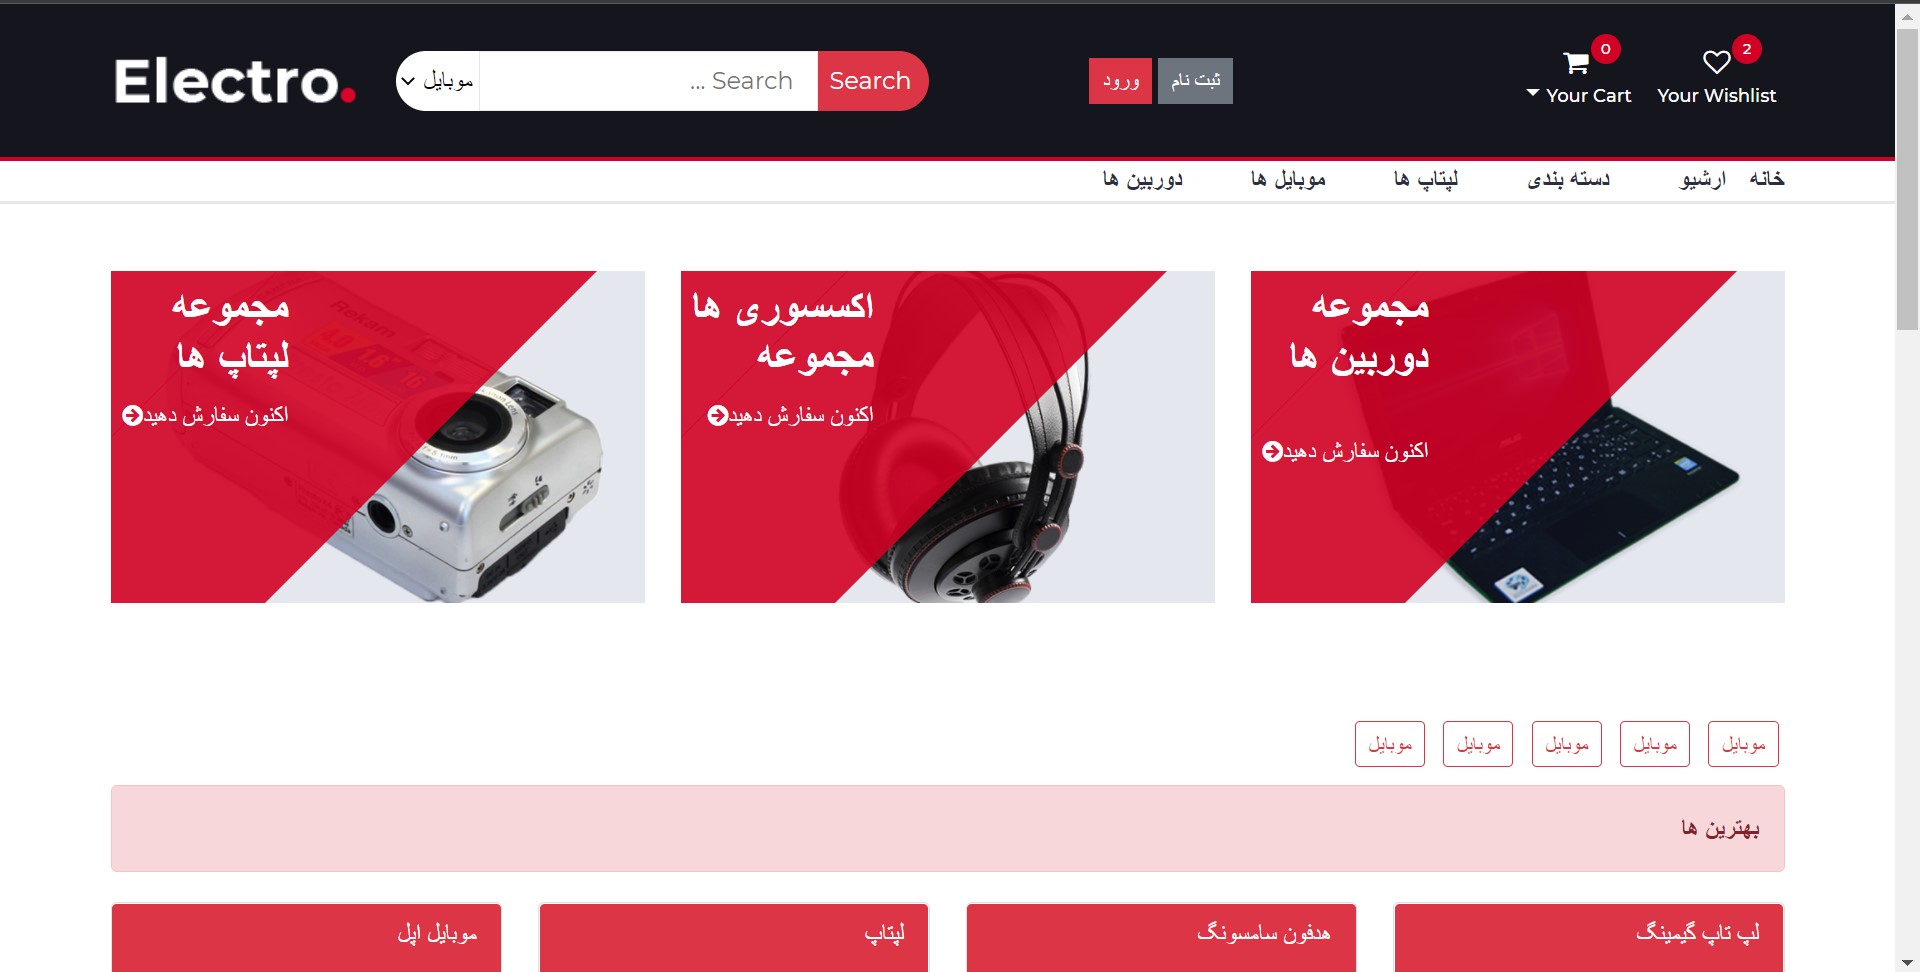 Electro.
موبایل
Search ...
Search
ورود
ثبت نام
0
Your Cart
2
Your Wishlist
خانه
ارشیو
دسته بندی
لپتاپ ها
موبایل ها
دوربین ها
مجموعه
دوربین ها
اکنون سفارش دهید
اکسسوری ها
مجموعه
اکنون سفارش دهید
مجموعه
لپتاپ ها
اکنون سفارش دهید
Rekam
موبایل
موبایل
موبایل
موبایل
موبایل
بهترین ها
لپ تاپ گیمینگ
هدفون سامسونگ
لپتاپ
موبایل اپل